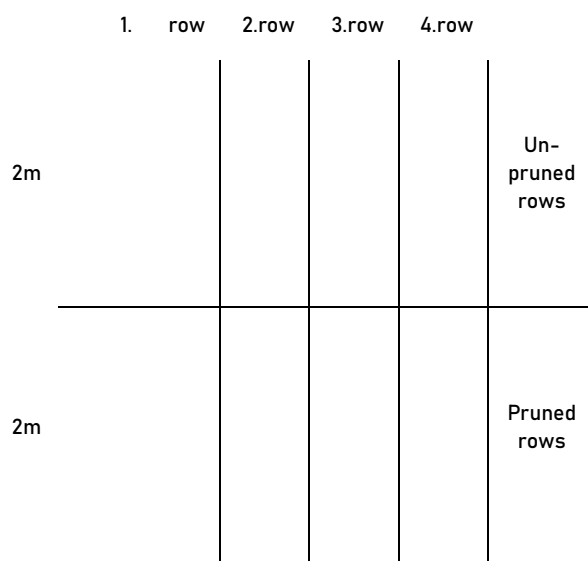 1. row 2.row 3.row 4.row
2m
Un-
pruned
rows
2m
Pruned
rows